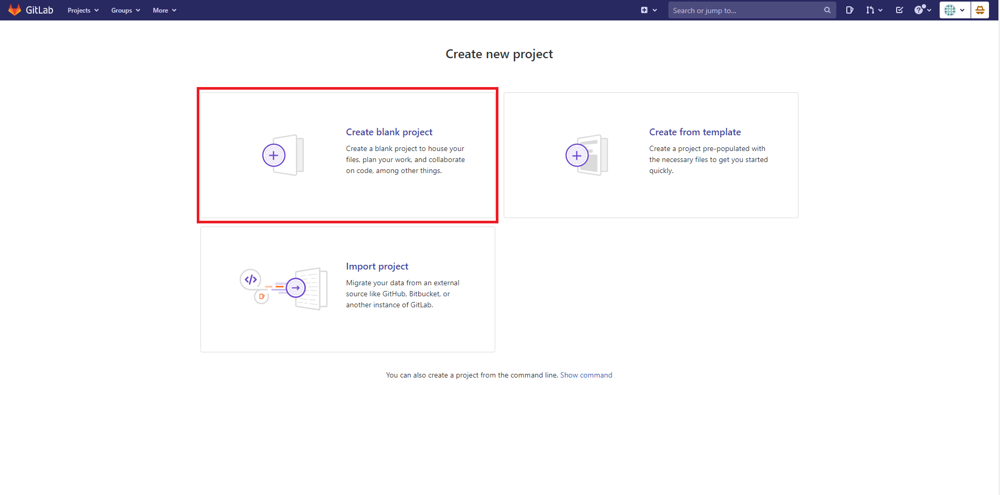 GitLab Projects Groups More Search or jump to...
Create new project
Create blank project
Create a blank project to house your
files, plan your work, and collaborate
on code, among other things.
Create from template
Create a project pre-populated with
the necessary files to get you started
quickly.
Import project
Migrate your data from an external
source like GitHub, Bitbucket, or
another instance of GitLab.
You can also create a project from the command line. Show command